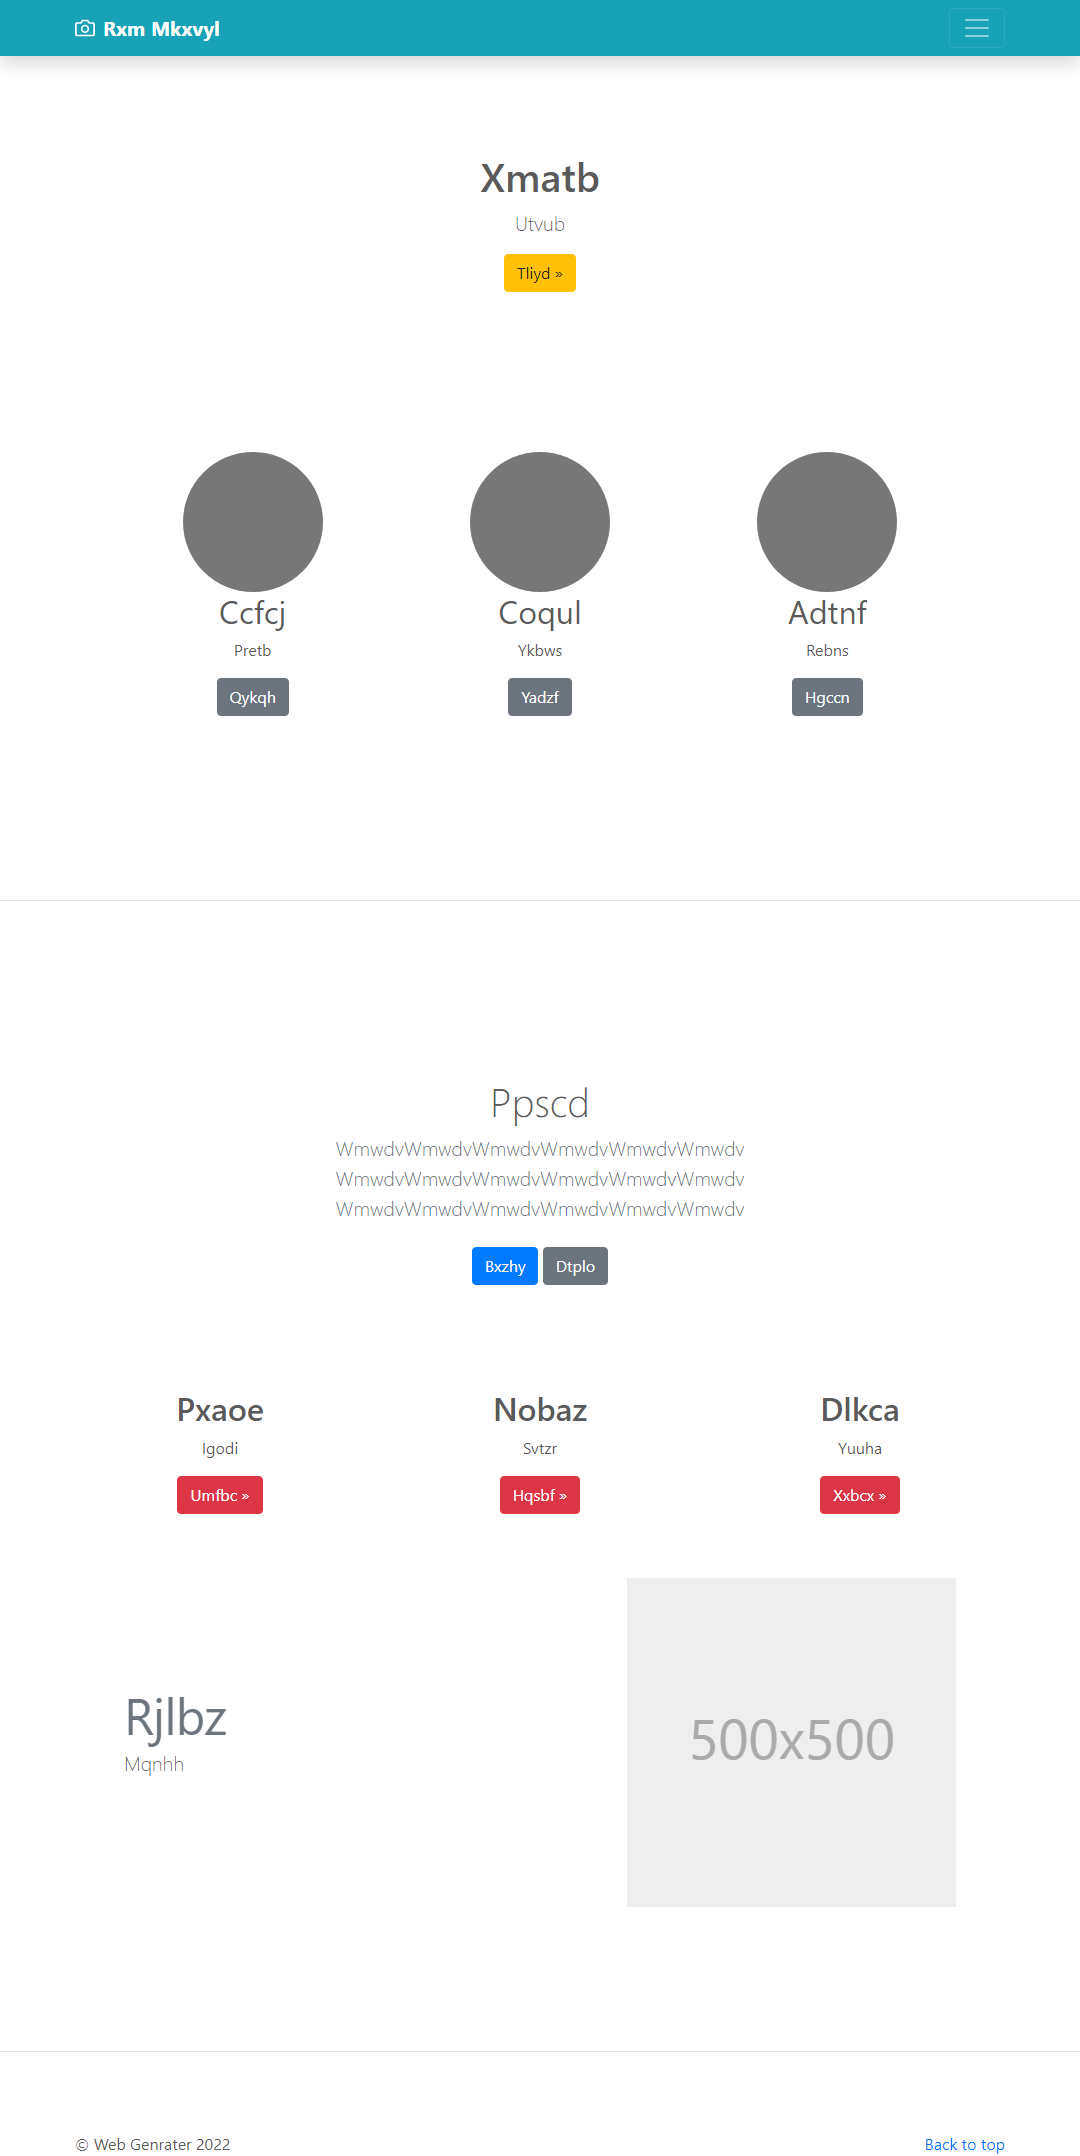 Rxm Mkxvyl
Xmatb
Utvub
Tliyd »
Ccfcj
Pretb
Qykqh
Coqul
Ykbws
Yadzf
Adtnf
Rebns
Hgccn
Ppscd
WmwdvWmwdvWmwdvWmwdvWmwdvWmwdv
WmwdvWmwdvWmwdvWmwdvWmwdvWmwdv
WmwdvWmwdvWmwdvWmwdvWmwdvWmwdv
Bxzhy Dtplo
Pxaoe
Igodi
Umfbc »
Nobaz
Svtzr
Hqsbf »
Dlkca
Yuuha
Xxbcx »
Rjlbz
Mqnhh
500x500
© Web Genrater 2022
Back to top